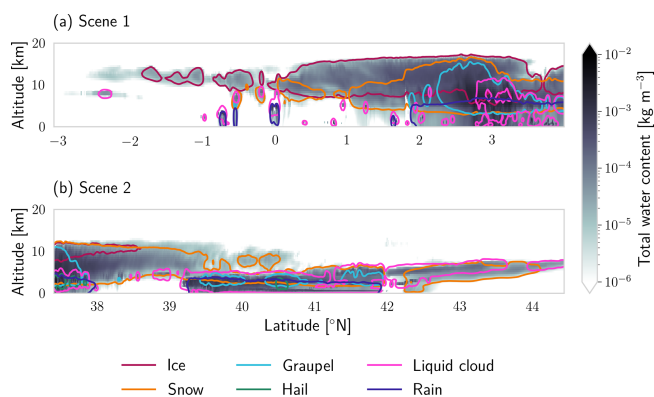 (a) Scene 1
Altitude [km]
20
10
0
−3
−2
−1
0
1
2
3
(b) Scene 2
Altitude [km]
20
10
0
38
39
40
41
42
43
44
Latitude [°N]
10⁻²
10⁻³
10⁻⁴
10⁻⁵
10⁻⁶
Total water content [kg m⁻³]
Ice
Graupel
Liquid cloud
Snow
Hail
Rain